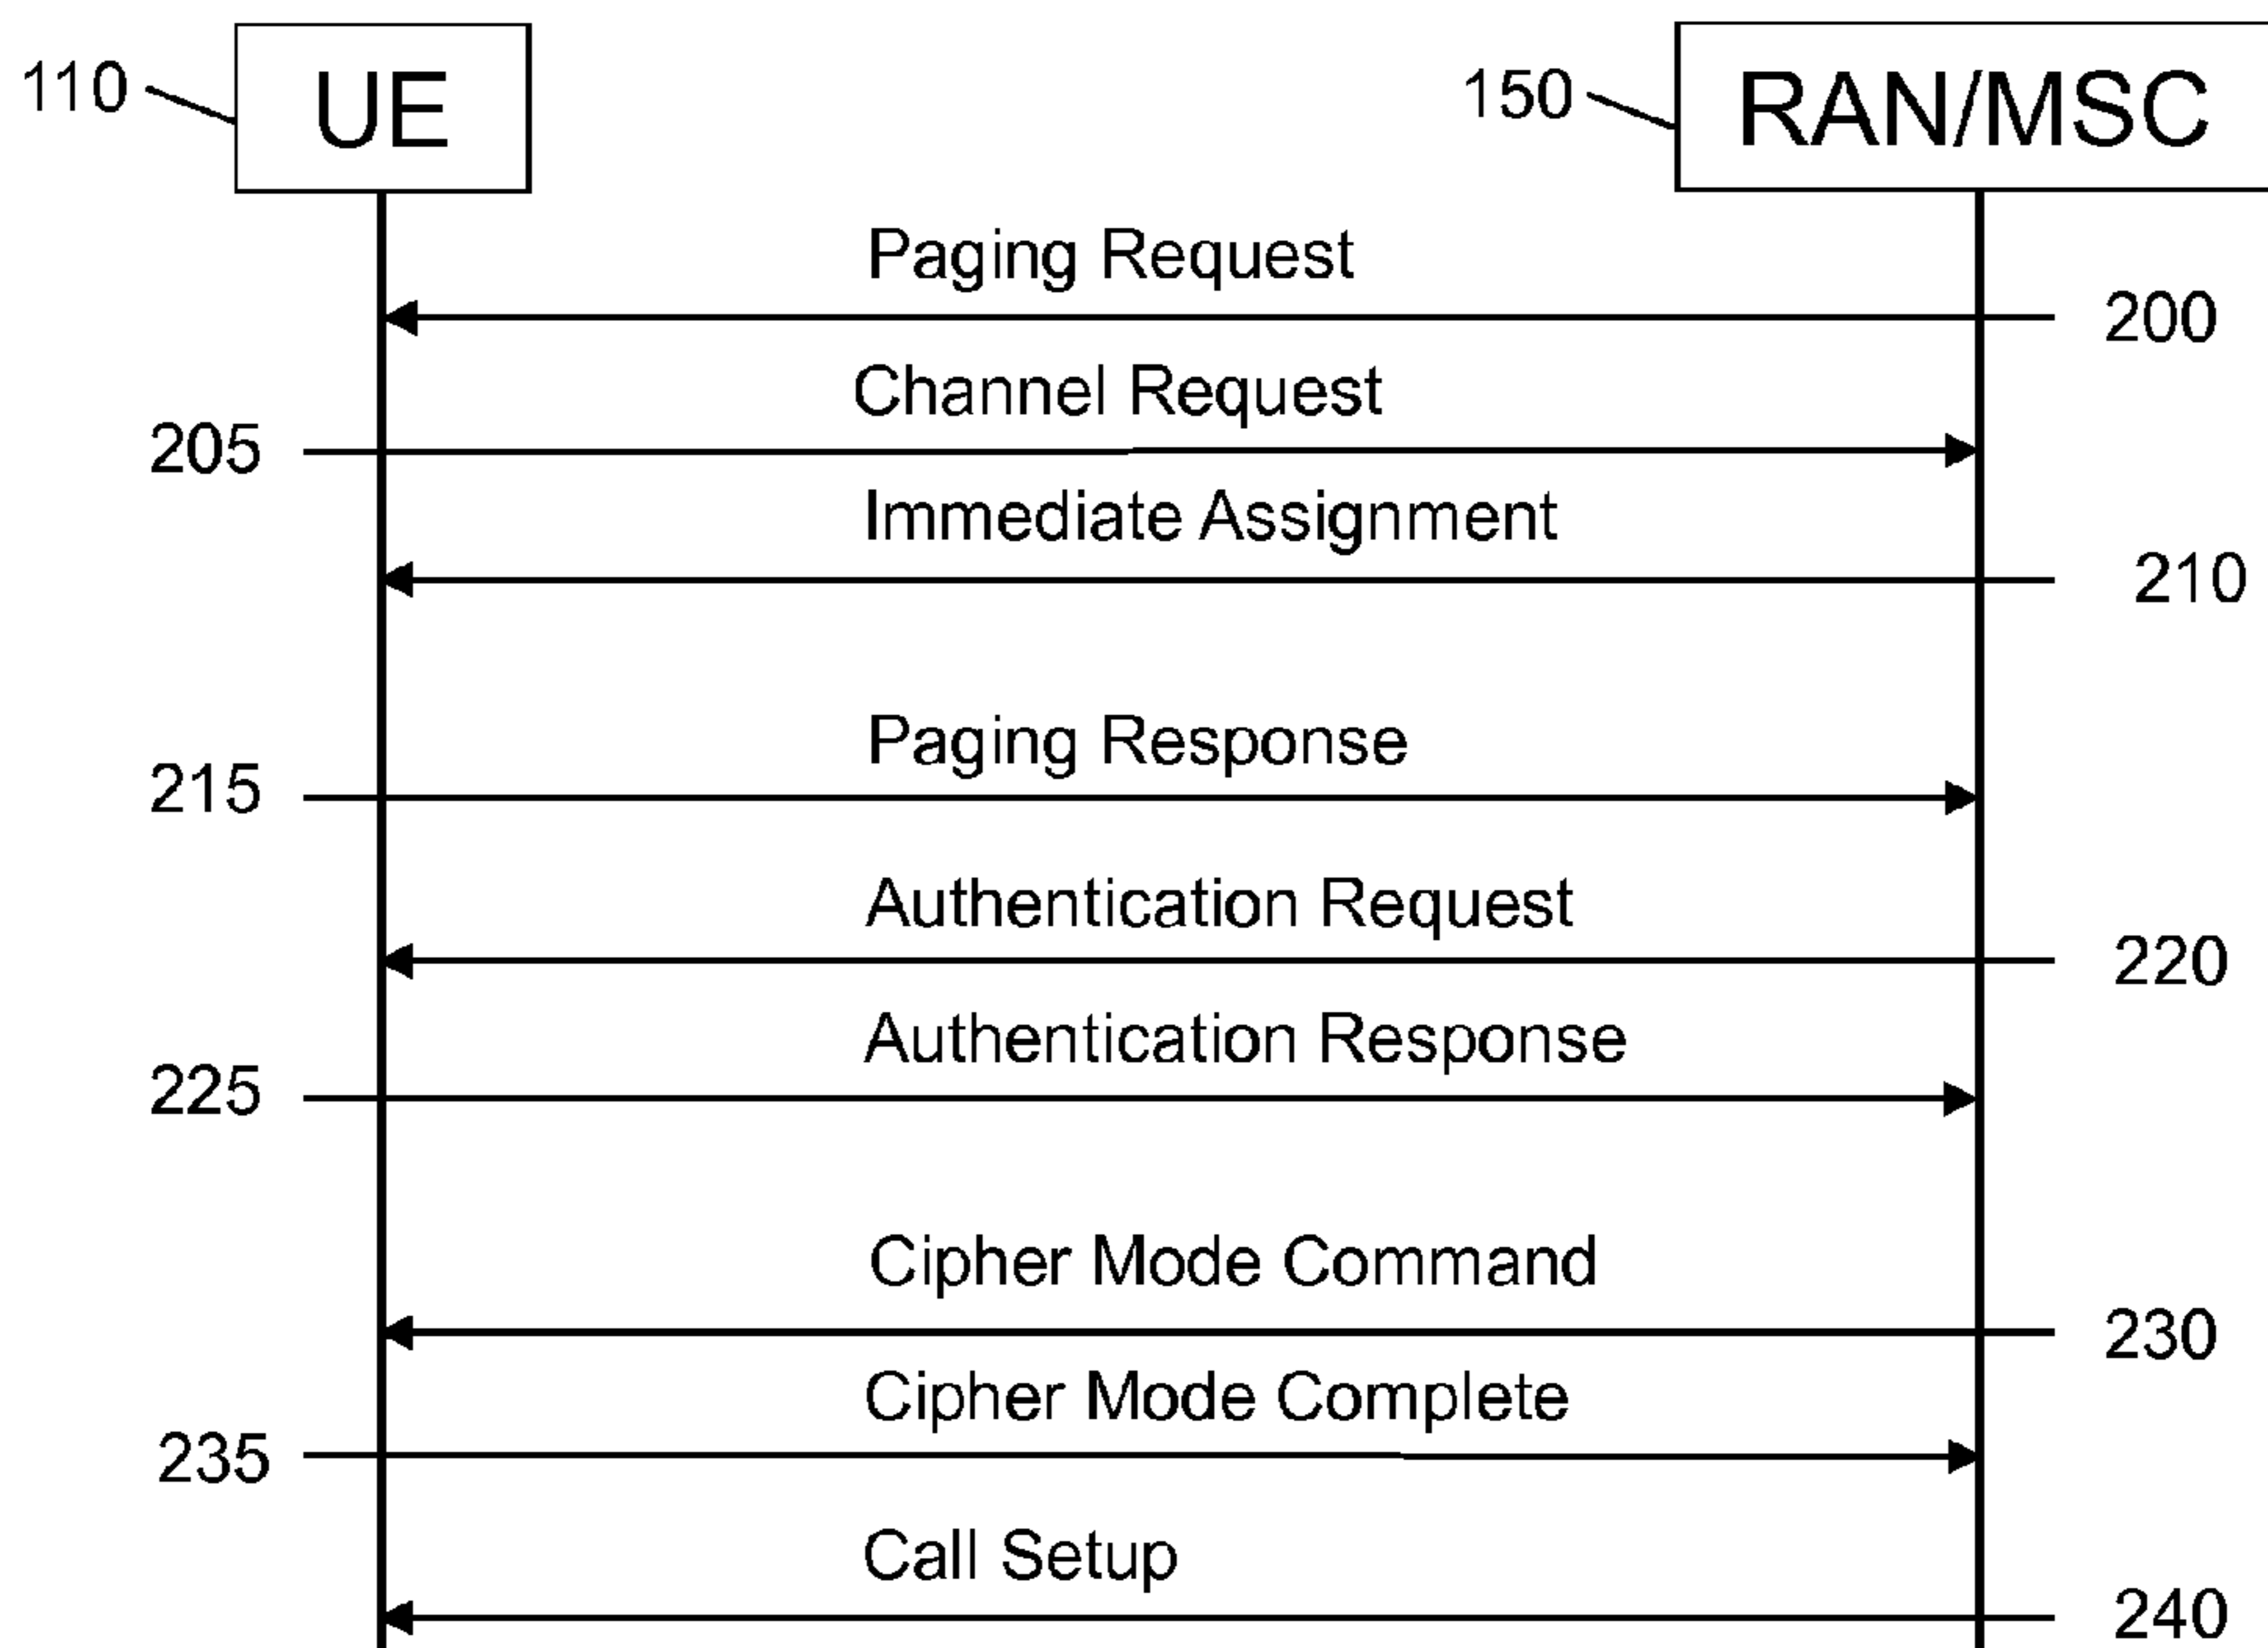 110 UE 150 RAN/MSC
Paging Request
200
Channel Request
205
Immediate Assignment
210
Paging Response
215
Authentication Request
220
Authentication Response
225
Cipher Mode Command
230
Cipher Mode Complete
235
Call Setup
240